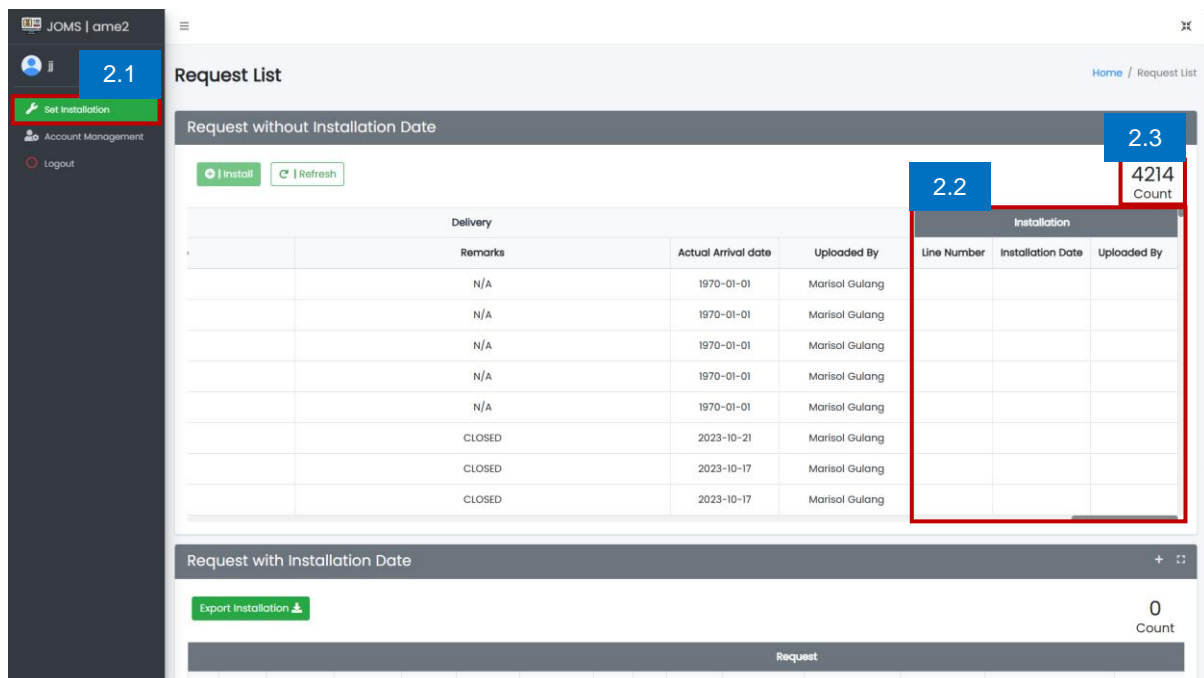 JOMS | ame2
jj
2.1
Set Installation
Account Management
Logout
Request List
Home / Request List
Request without Installation Date
2.3
| Install
| Refresh
2.2
4214
Count
Delivery
Installation
Remarks Actual Arrival date Uploaded By Line Number Installation Date Uploaded By
N/A 1970-01-01 Marisol Gulang
N/A 1970-01-01 Marisol Gulang
N/A 1970-01-01 Marisol Gulang
N/A 1970-01-01 Marisol Gulang
N/A 1970-01-01 Marisol Gulang
CLOSED 2023-10-21 Marisol Gulang
CLOSED 2023-10-17 Marisol Gulang
CLOSED 2023-10-17 Marisol Gulang
Request with Installation Date
Export Installation
0
Count
Request